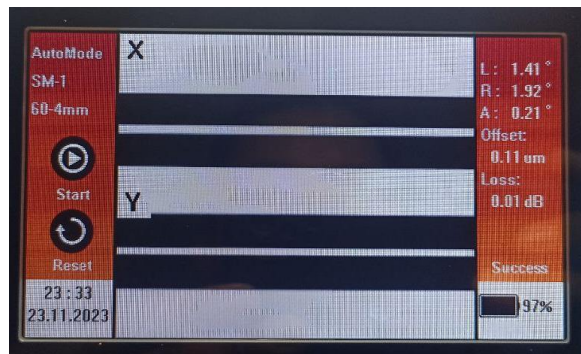 AutoMode
SM-1
60-4mm
Start
Reset
23:33
23.11.2023
X
Y
L: 1.41 °
R: 1.92 °
A: 0.21 °
Offset:
0.11 um
Loss:
0.01 dB
Success
97%